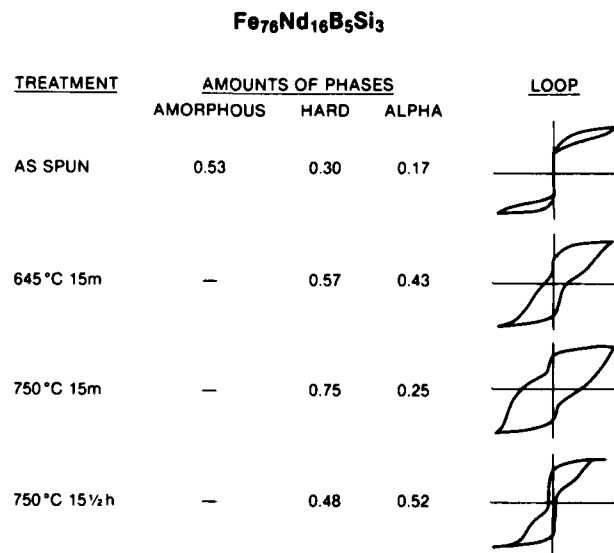 Fe76Nd16B5Si3
TREATMENT AMOUNTS OF PHASES LOOP
AMORPHOUS HARD ALPHA
AS SPUN 0.53 0.30 0.17
645°C 15m — 0.57 0.43
750°C 15m — 0.75 0.25
750°C 15½h — 0.48 0.52